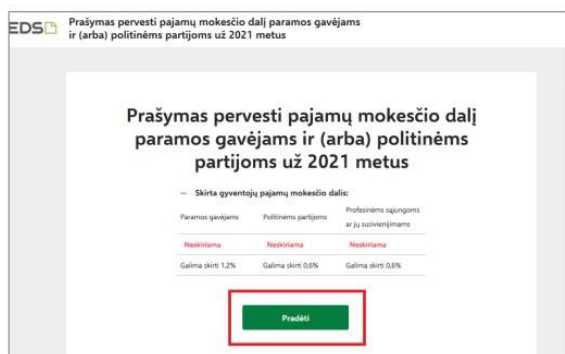 EDS
Prašymas pervesti pajamų mokesčio dalį paramos gavėjams
ir (arba) politinėms partijoms už 2021 metus
Prašymas pervesti pajamų mokesčio dalį
paramos gavėjams ir (arba) politinėms
partijoms už 2021 metus
– Skirta gyventojų pajamų mokesčio dalis:
Paramos gavėjams Politinėms partijoms Profesinėms sąjungoms
ar jų susivienijimams
Neskiriama Neskiriama Neskiriama
Galima skirti 1,2% Galima skirti 0,6% Galima skirti 0,6%
Pradėti